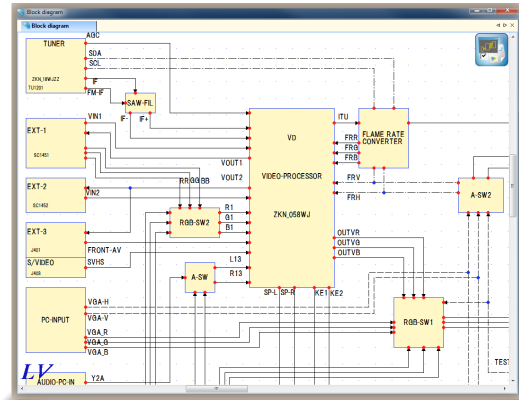 Block diagram
Block diagram
TUNER
AGC
SDA
SCL
ZKN_IIIWJZZ
TU1201
IF
FM-IF
SAW-FIL
IF-
IF+
EXT-1
SC1451
VIN1
VOUT1
VOUT2
EXT-2
SC1452
VIN2
RR
GG
BB
RGB-SW2
R1
G1
B1
EXT-3
J401
FRONT-AV
S/VIDEO
J408
SVHS
A-SW
L13
R13
VD
VIDEO-PROCESSOR
ZKN_058WJ
ITU
FRR
FRG
FRB
FLAME RATE
CONVERTER
FRV
FRH
A-SW2
OUTVR
OUTVG
OUTVB
SP-L
SP-R
KE1
KE2
PC-INPUT
VGA-H
VGA-V
VGA_R
VGA_G
VGA_B
RGB-SW1
TEST
LV
AUDIO-PC-IN
Y2A